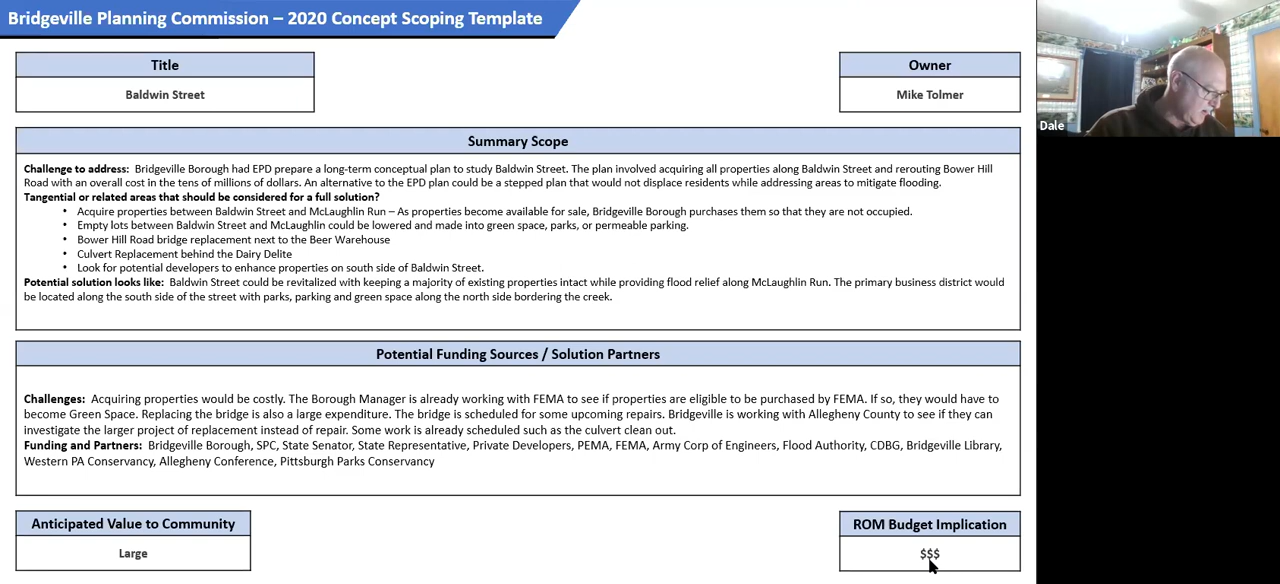 Bridgeville Planning Commission – 2020 Concept Scoping Template
Title
Baldwin Street
Owner
Mike Tolmer
Dale
Summary Scope
Challenge to address: Bridgeville Borough had EPD prepare a long-term conceptual plan to study Baldwin Street. The plan involved acquiring all properties along Baldwin Street and rerouting Bower Hill
Road with an overall cost in the tens of millions of dollars. An alternative to the EPD plan could be a stepped plan that would not displace residents while addressing areas to mitigate flooding.
Tangential or related areas that should be considered for a full solution?
• Acquire properties between Baldwin Street and McLaughlin Run – As properties become available for sale, Bridgeville Borough purchases them so that they are not occupied.
• Empty lots between Baldwin Street and McLaughlin could be lowered and made into green space, parks, or permeable parking.
• Bower Hill Road bridge replacement next to the Beer Warehouse
• Culvert Replacement behind the Dairy Delite
• Look for potential developers to enhance properties on south side of Baldwin Street.
Potential solution looks like: Baldwin Street could be revitalized with keeping a majority of existing properties intact while providing flood relief along McLaughlin Run. The primary business district would
be located along the south side of the street with parks, parking and green space along the north side bordering the creek.
Potential Funding Sources / Solution Partners
Challenges: Acquiring properties would be costly. The Borough Manager is already working with FEMA to see if properties are eligible to be purchased by FEMA. If so, they would have to
become Green Space. Replacing the bridge is also a large expenditure. The bridge is scheduled for some upcoming repairs. Bridgeville is working with Allegheny County to see if they can
investigate the larger project of replacement instead of repair. Some work is already scheduled such as the culvert clean out.
Funding and Partners: Bridgeville Borough, SPC, State Senator, State Representative, Private Developers, PEMA, FEMA, Army Corp of Engineers, Flood Authority, CDBG, Bridgeville Library,
Western PA Conservancy, Allegheny Conference, Pittsburgh Parks Conservancy
Anticipated Value to Community
Large
ROM Budget Implication
$$$